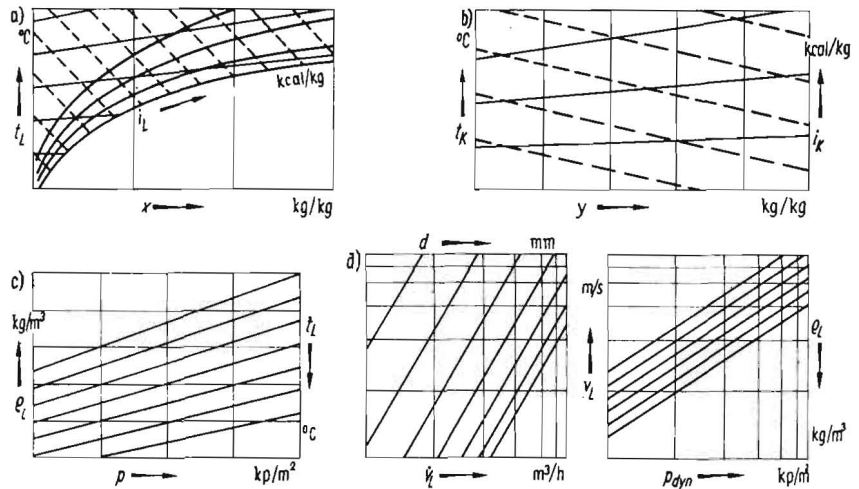 a)
°C
t_L
i_L
kcal/kg
x
kg/kg
b)
°C
t_K
kcal/kg
i_K
y
kg/kg
c)
kg/m³
ϱ_L
t_L
°C
p
kp/m²
d)
d
mm
V̇_L
m³/h
m/s
v_L
ϱ_L
kg/m³
p_dyn
kp/m²